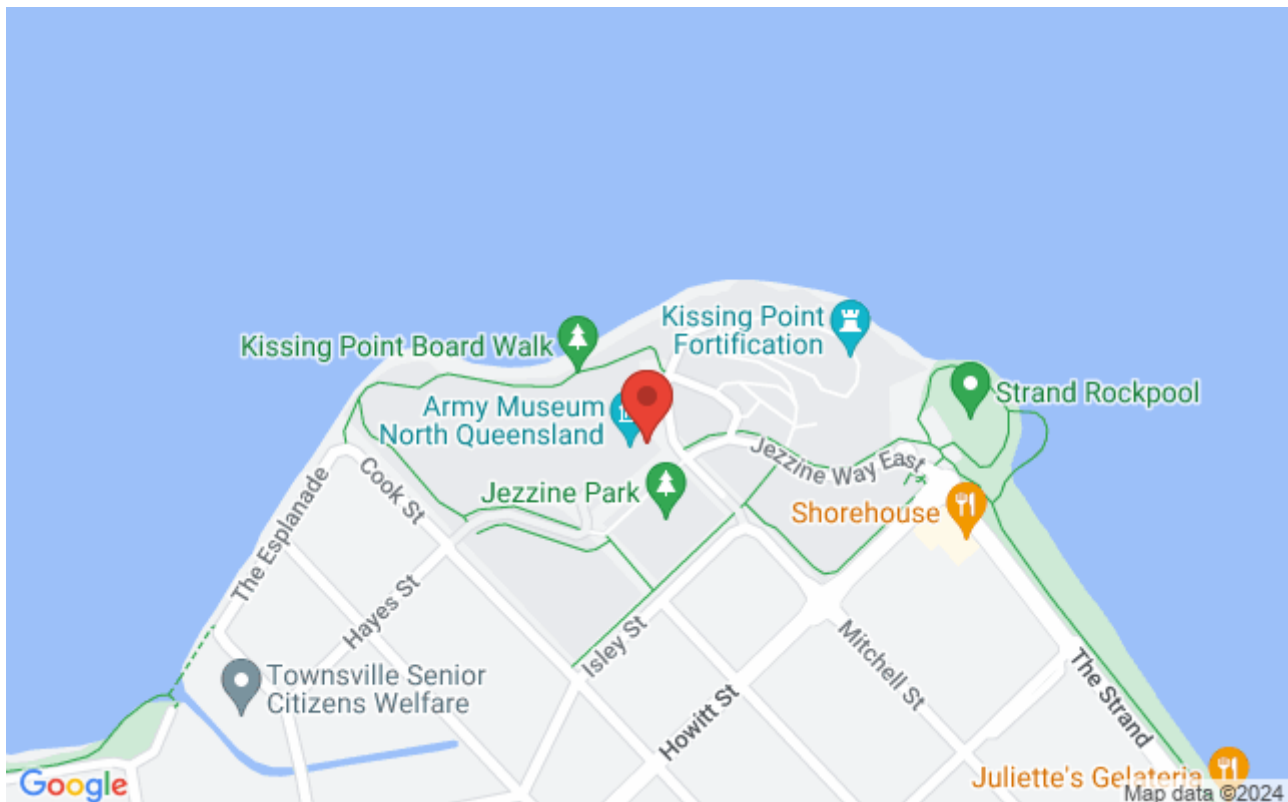 Kissing Point
Fortification
Kissing Point Board Walk
Strand Rockpool
Army Museum
North Queensland
Jezzine Way East
Jezzine Park
Shorehouse
Cook St
The Esplanade
Hayes St
Isley St
Mitchell St
Townsville Senior
Citizens Welfare
Howitt St
The Strand
Juliette's Gelateria
Google
Map data ©2024